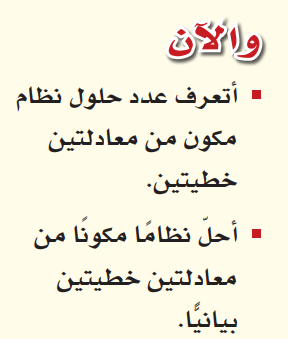 والآن
▪ أتعرف عدد حلول نظام
مكون من معادلتين
خطيتين.
▪ أحلّ نظامًا مكونًا من
معادلتين خطيتين
بيانيًّا.